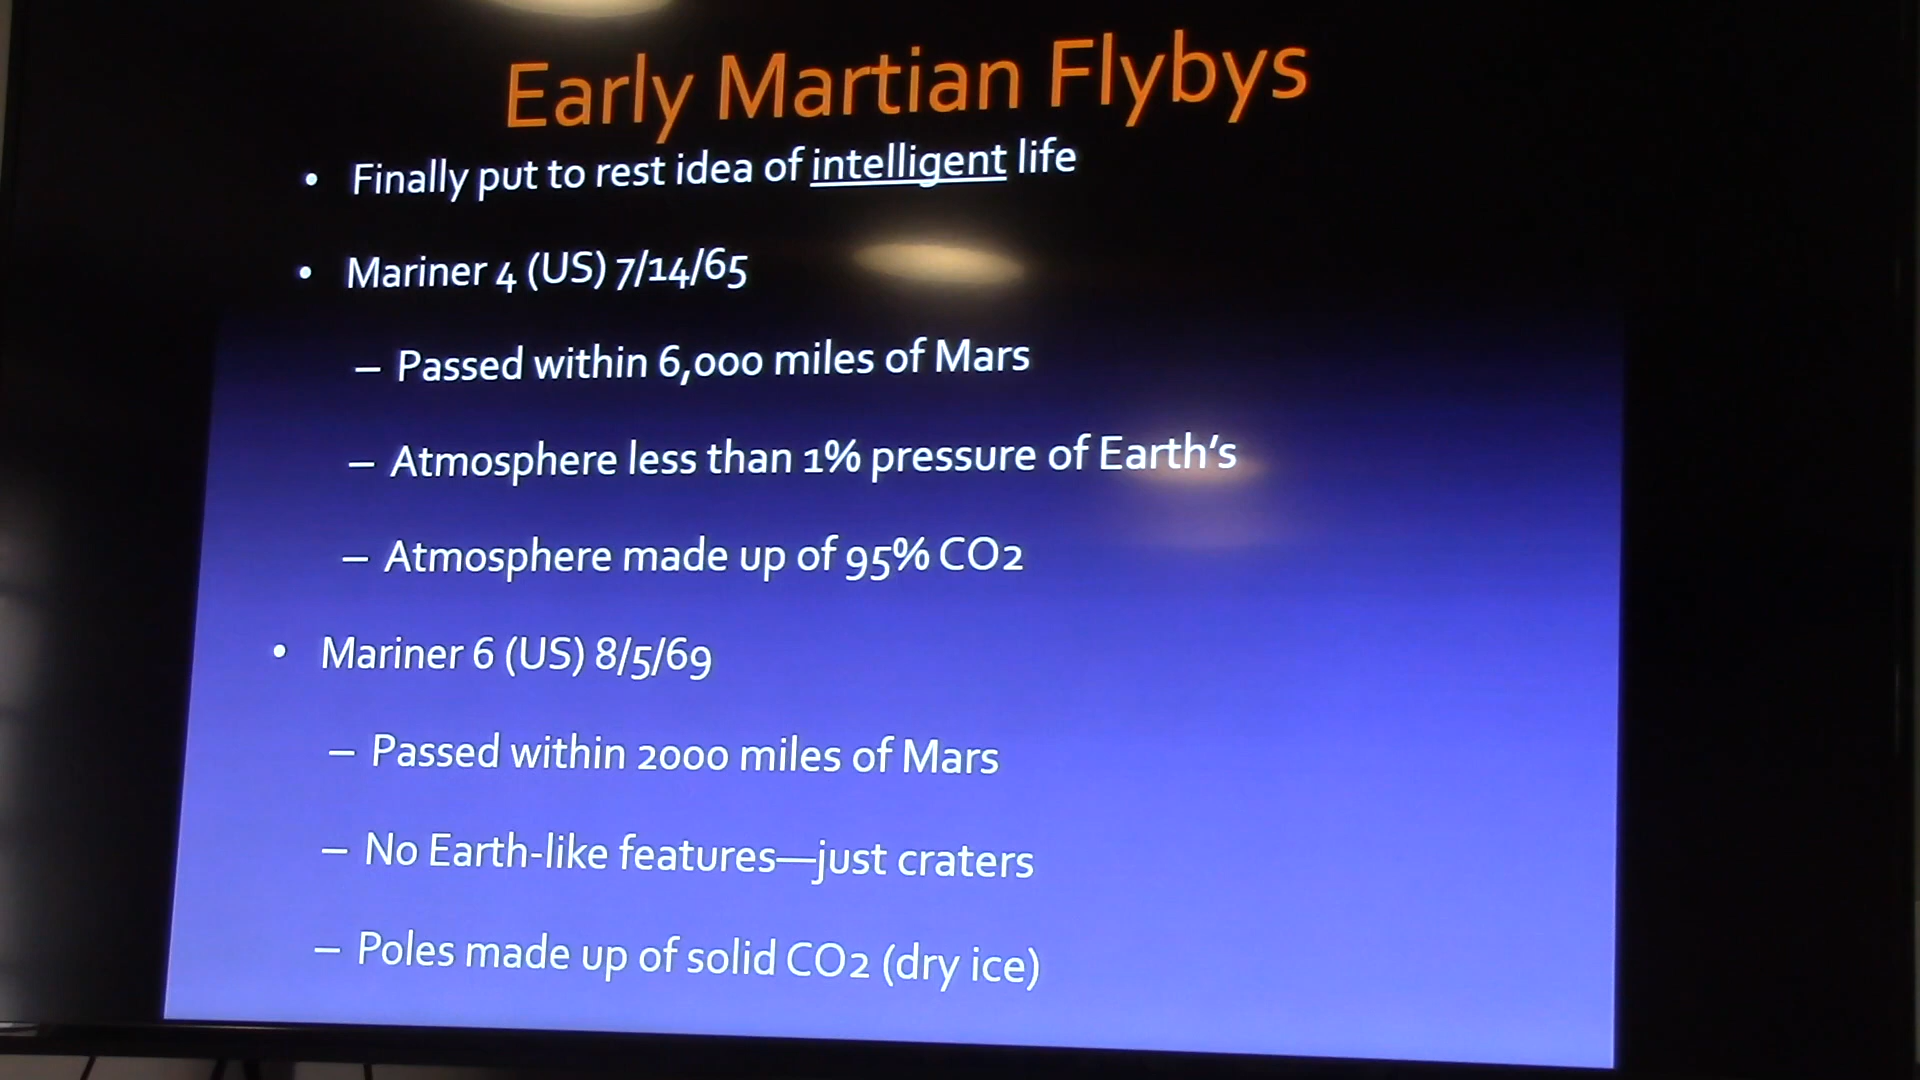 Early Martian Flybys
• Finally put to rest idea of intelligent life
• Mariner 4 (US) 7/14/65
– Passed within 6,000 miles of Mars
– Atmosphere less than 1% pressure of Earth's
– Atmosphere made up of 95% CO2
• Mariner 6 (US) 8/5/69
– Passed within 2000 miles of Mars
– No Earth-like features—just craters
– Poles made up of solid CO2 (dry ice)